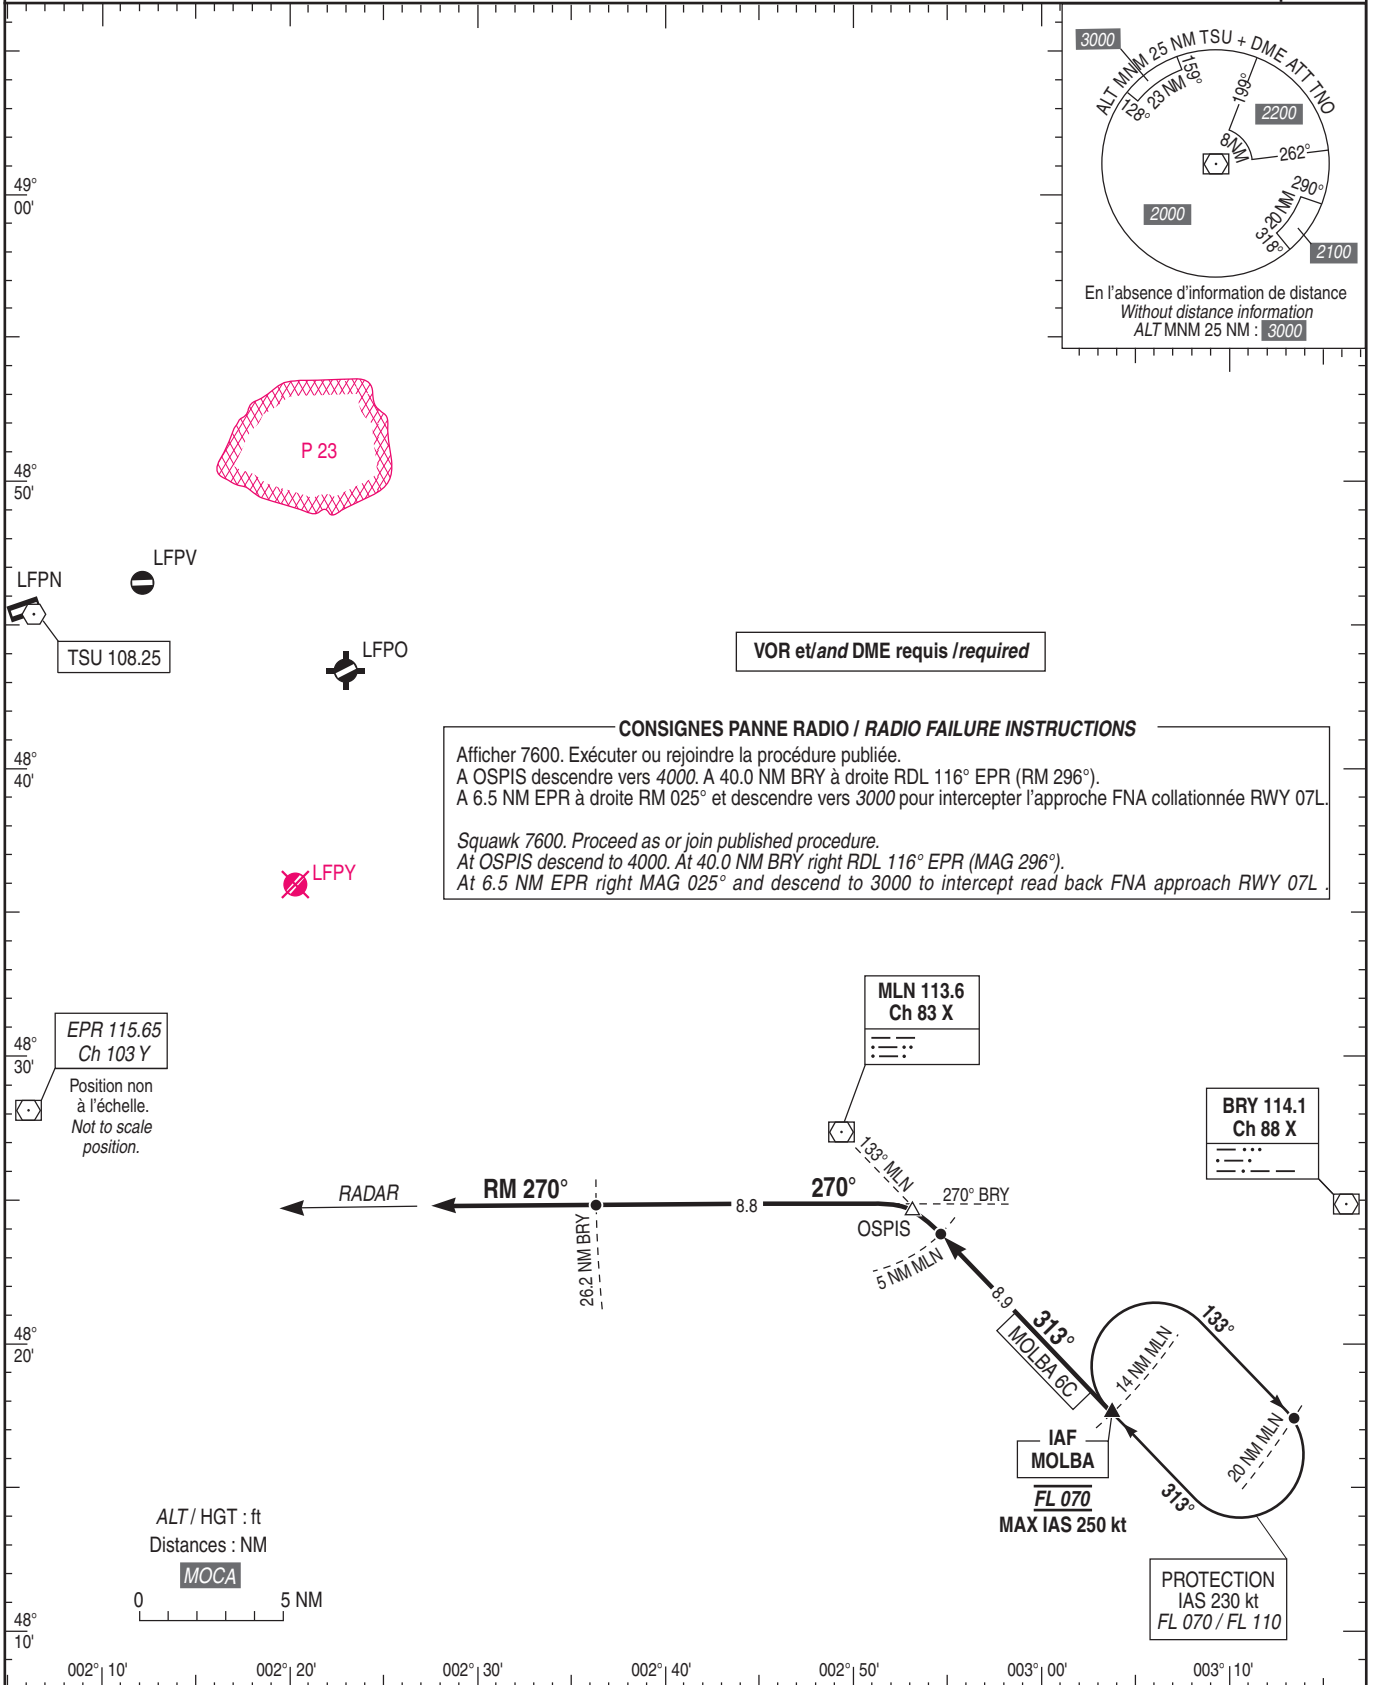 3000
ALT MNM 25 NM TSU + DME ATT TNO
159°
23 NM
128°
199°
2200
8NM
262°
290°
20 NM
318°
2000
2100
En l'absence d'information de distance
Without distance information
ALT MNM 25 NM : 3000
49°
00'
P 23
48°
50'
LFPV
LFPN
TSU 108.25
LFPO
VOR et/and DME requis /required
CONSIGNES PANNE RADIO / RADIO FAILURE INSTRUCTIONS
Afficher 7600. Exécuter ou rejoindre la procédure publiée.
A OSPIS descendre vers 4000. A 40.0 NM BRY à droite RDL 116° EPR (RM 296°).
A 6.5 NM EPR à droite RM 025° et descendre vers 3000 pour intercepter l'approche FNA collationnée RWY 07L.
Squawk 7600. Proceed as or join published procedure.
At OSPIS descend to 4000. At 40.0 NM BRY right RDL 116° EPR (MAG 296°).
At 6.5 NM EPR right MAG 025° and descend to 3000 to intercept read back FNA approach RWY 07L .
48°
40'
LFPY
MLN 113.6
Ch 83 X
EPR 115.65
Ch 103 Y
Position non
à l'échelle.
Not to scale
position.
48°
30'
BRY 114.1
Ch 88 X
133° MLN
RADAR
RM 270°
8.8
270°
270° BRY
OSPIS
26.2 NM BRY
5 NM MLN
8.9
313°
MOLBA 6C
133°
14 NM MLN
20 NM MLN
313°
48°
20'
IAF
MOLBA
FL 070
MAX IAS 250 kt
PROTECTION
IAS 230 kt
FL 070 / FL 110
ALT / HGT : ft
Distances : NM
MOCA
0 5 NM
48°
10'
002° 10' 002° 20' 002° 30' 002° 40' 002° 50' 003° 00' 003° 10'